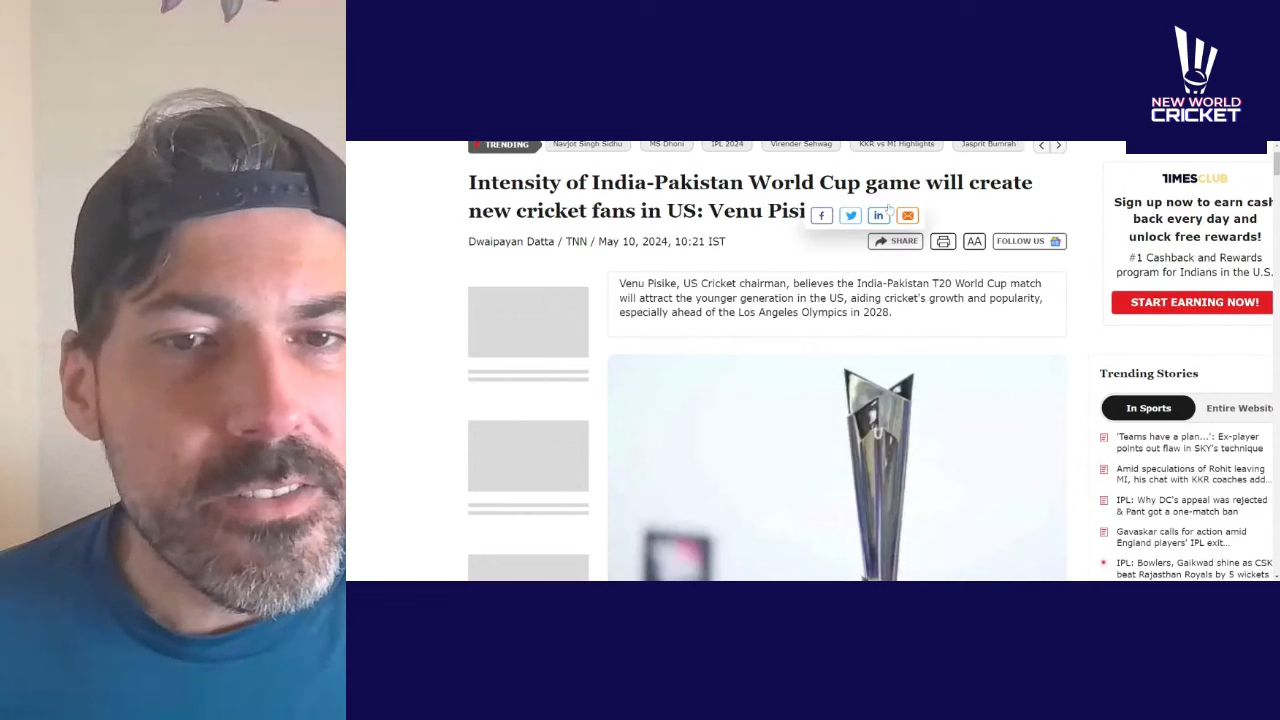 NEW WORLD
CRICKET
TRENDING
Navjot Singh Sidhu
MS Dhoni
IPL 2024
Virender Sehwag
KKR vs MI Highlights
Jasprit Bumrah
Intensity of India-Pakistan World Cup game will create
new cricket fans in US: Venu Pisi
Dwaipayan Datta / TNN / May 10, 2024, 10:21 IST
SHARE
AA
FOLLOW US
Venu Pisike, US Cricket chairman, believes the India-Pakistan T20 World Cup match
will attract the younger generation in the US, aiding cricket's growth and popularity,
especially ahead of the Los Angeles Olympics in 2028.
TIMESCLUB
Sign up now to earn cash
back every day and
unlock free rewards!
#1 Cashback and Rewards
program for Indians in the U.S.
START EARNING NOW!
Trending Stories
In Sports
Entire Website
'Teams have a plan...': Ex-player
points out flaw in SKY's technique
Amid speculations of Rohit leaving
MI, his chat with KKR coaches add...
IPL: Why DC's appeal was rejected
& Pant got a one-match ban
Gavaskar calls for action amid
England players' IPL exit...
IPL: Bowlers, Gaikwad shine as CSK
beat Rajasthan Royals by 5 wickets